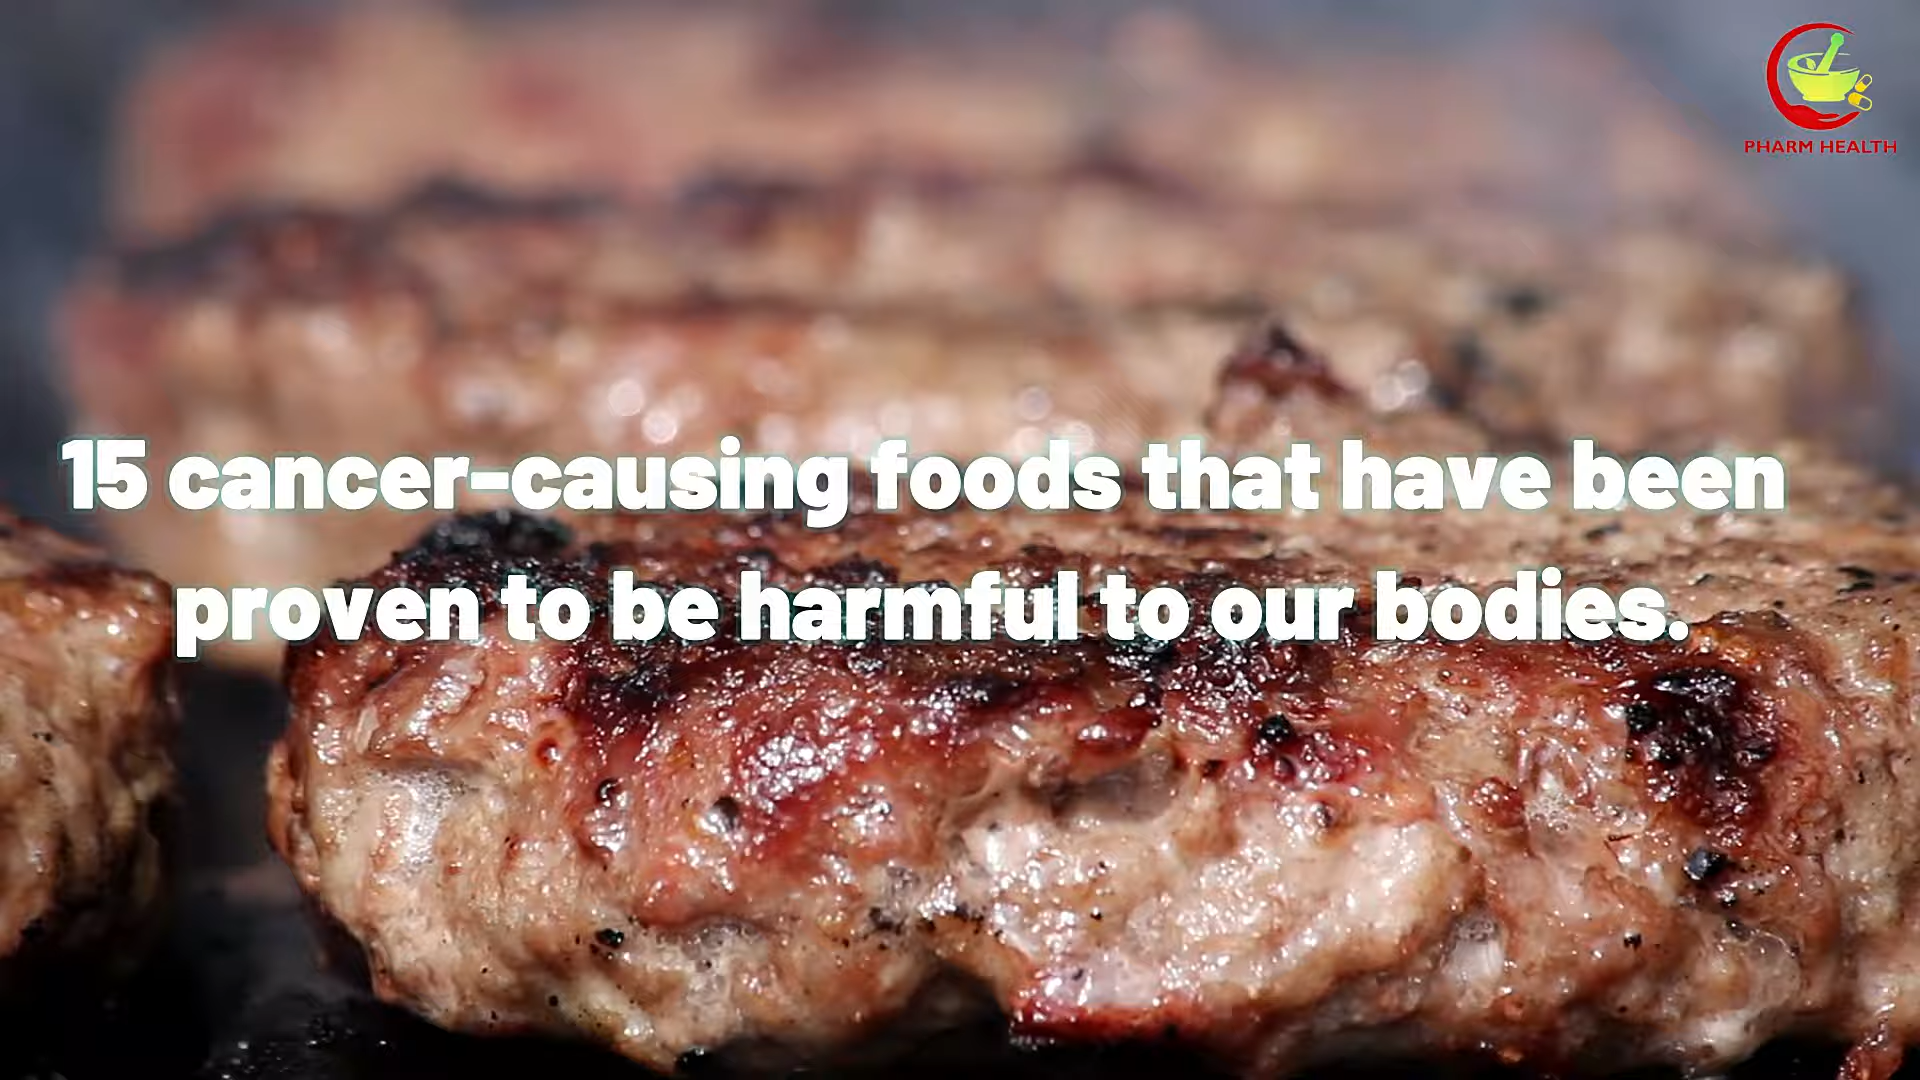 PHARM HEALTH
15 cancer-causing foods that have been
proven to be harmful to our bodies.